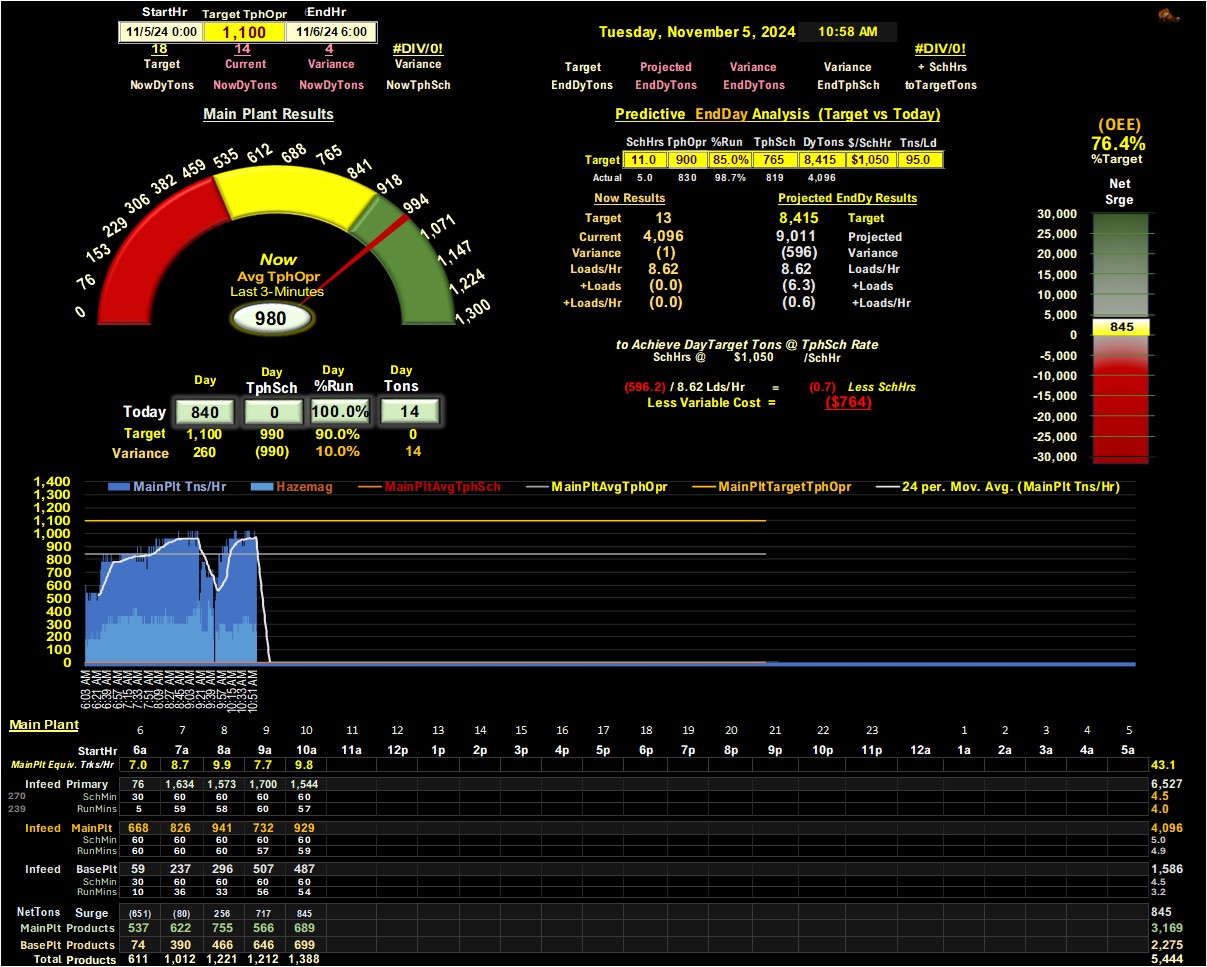 StartHr Target TphOpr EndHr
11/5/24 0:00 1,100 11/6/24 6:00
18 14 4 #DIV/0!
Target Current Variance Variance
NowDyTons NowDyTons NowDyTons NowTphSch
Tuesday, November 5, 2024 10:58 AM
#DIV/0!
Target Projected Variance Variance + SchHrs
EndDyTons EndDyTons EndDyTons EndTphSch toTargetTons
Main Plant Results
0 76 153 229 306 382 459 535 612 688 765 841 918 994 1,071 1,147 1,224 1,300
Now
Avg TphOpr
Last 3-Minutes
980
Day Day Day Day
TphSch %Run Tons
Today 840 0 100.0% 14
Target 1,100 990 90.0% 0
Variance 260 (990) 10.0% 14
Predictive EndDay Analysis (Target vs Today)
SchHrs TphOpr %Run TphSch DyTons $/SchHr Tns/Ld
Target 11.0 900 85.0% 765 8,415 $1,050 95.0
Actual 5.0 830 98.7% 819 4,096
Now Results Projected EndDy Results
Target 13 8,415 Target
Current 4,096 9,011 Projected
Variance (1) (596) Variance
Loads/Hr 8.62 8.62 Loads/Hr
+Loads (0.0) (6.3) +Loads
+Loads/Hr (0.0) (0.6) +Loads/Hr
to Achieve DayTarget Tons @ TphSch Rate
SchHrs @ $1,050 /SchHr
(596.2) / 8.62 Lds/Hr = (0.7) Less SchHrs
Less Variable Cost = ($764)
(OEE)
76.4%
%Target
Net
Srge
30,000
25,000
20,000
15,000
10,000
5,000
0
-5,000
-10,000
-15,000
-20,000
-25,000
-30,000
845
MainPlt Tns/Hr Hazemag MainPltAvgTphSch MainPltAvgTphOpr MainPltTargetTphOpr 24 per. Mov. Avg. (MainPlt Tns/Hr)
1,400
1,300
1,200
1,100
1,000
900
800
700
600
500
400
300
200
100
0
6:03 AM 6:21 AM 6:39 AM 6:57 AM 7:15 AM 7:33 AM 7:51 AM 8:09 AM 8:27 AM 8:45 AM 9:03 AM 9:21 AM 9:39 AM 9:57 AM 10:15 AM 10:33 AM 10:51 AM
Main Plant 6 7 8 9 10 11 12 13 14 15 16 17 18 19 20 21 22 23 1 2 3 4 5
StartHr 6a 7a 8a 9a 10a 11a 12p 1p 2p 3p 4p 5p 6p 7p 8p 9p 10p 11p 12a 1a 2a 3a 4a 5a
MainPlt Equiv. Trks/Hr 7.0 8.7 9.9 7.7 9.8 43.1
Infeed Primary 76 1,634 1,573 1,700 1,544 6,527
270 SchMin 30 60 60 60 60 4.5
239 RunMins 5 59 58 60 57 4.0
Infeed MainPlt 668 826 941 732 929 4,096
SchMin 60 60 60 60 60 5.0
RunMins 60 60 60 57 59 4.9
Infeed BasePlt 59 237 296 507 487 1,586
SchMin 30 60 60 60 60 4.5
RunMins 10 36 33 56 54 3.2
NetTons Surge (651) (80) 256 717 845 845
MainPlt Products 537 622 755 566 689 3,169
BasePlt Products 74 390 466 646 699 2,275
Total Products 611 1,012 1,221 1,212 1,388 5,444